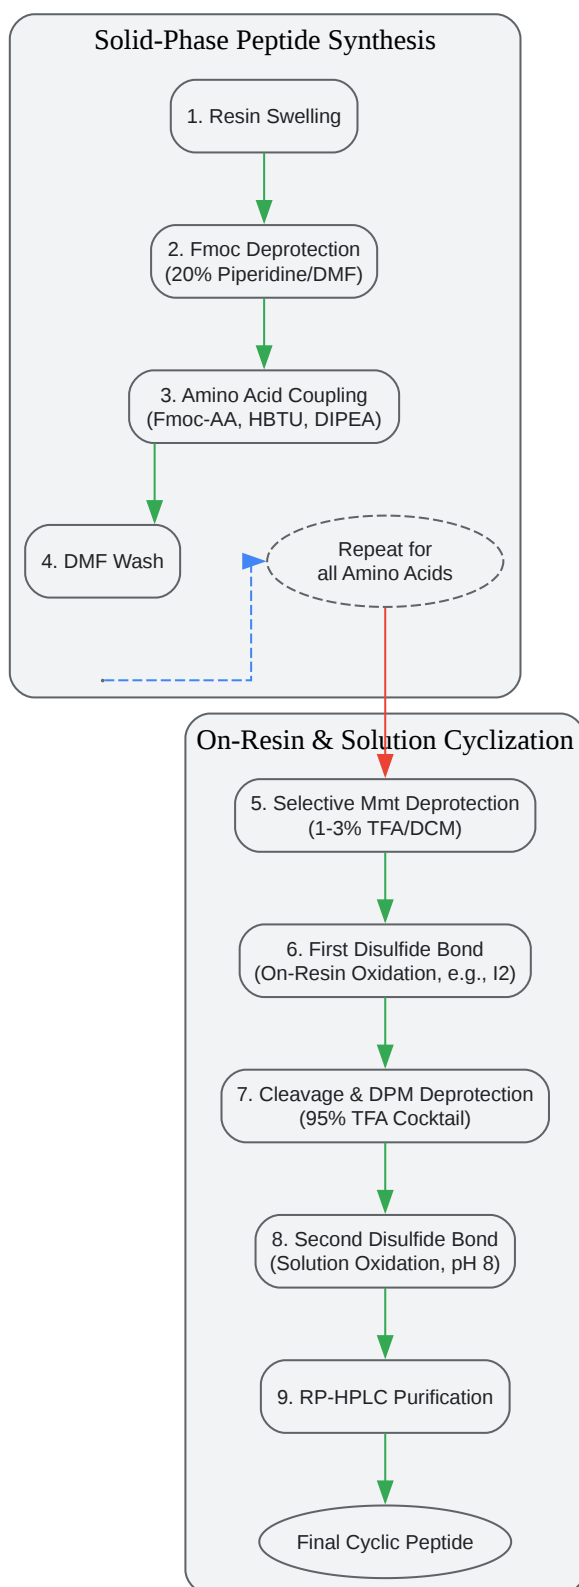 Solid-Phase Peptide Synthesis
1. Resin Swelling
2. Fmoc Deprotection
(20% Piperidine/DMF)
3. Amino Acid Coupling
(Fmoc-AA, HBTU, DIPEA)
4. DMF Wash
Repeat for
all Amino Acids
On-Resin & Solution Cyclization
5. Selective Mmt Deprotection
(1-3% TFA/DCM)
6. First Disulfide Bond
(On-Resin Oxidation, e.g., I2)
7. Cleavage & DPM Deprotection
(95% TFA Cocktail)
8. Second Disulfide Bond
(Solution Oxidation, pH 8)
9. RP-HPLC Purification
Final Cyclic Peptide